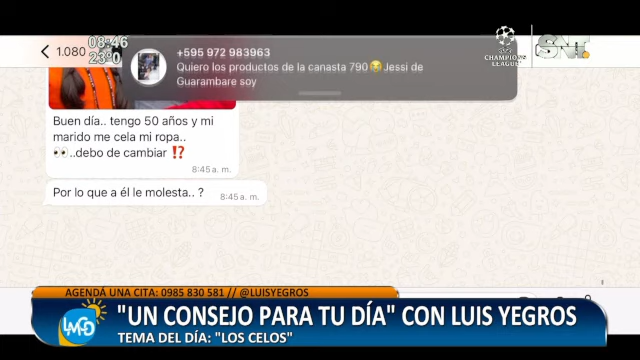 1.080
08:46
23°0
+595 972 983963
Quiero los productos de la canasta 790😂Jessi de
Guarambare soy
CHAMPIONS
LEAGUE
SNT
Buen día.. tengo 50 años y mi
marido me cela mi ropa..
👀..debo de cambiar ⁉️
8:45 a. m.
Por lo que a él le molesta.. ?
8:45 a. m.
AGENDÁ UNA CITA: 0985 830 581 // @LUISYEGROS
LMCD
"UN CONSEJO PARA TU DÍA" CON LUIS YEGROS
TEMA DEL DÍA: "LOS CELOS"